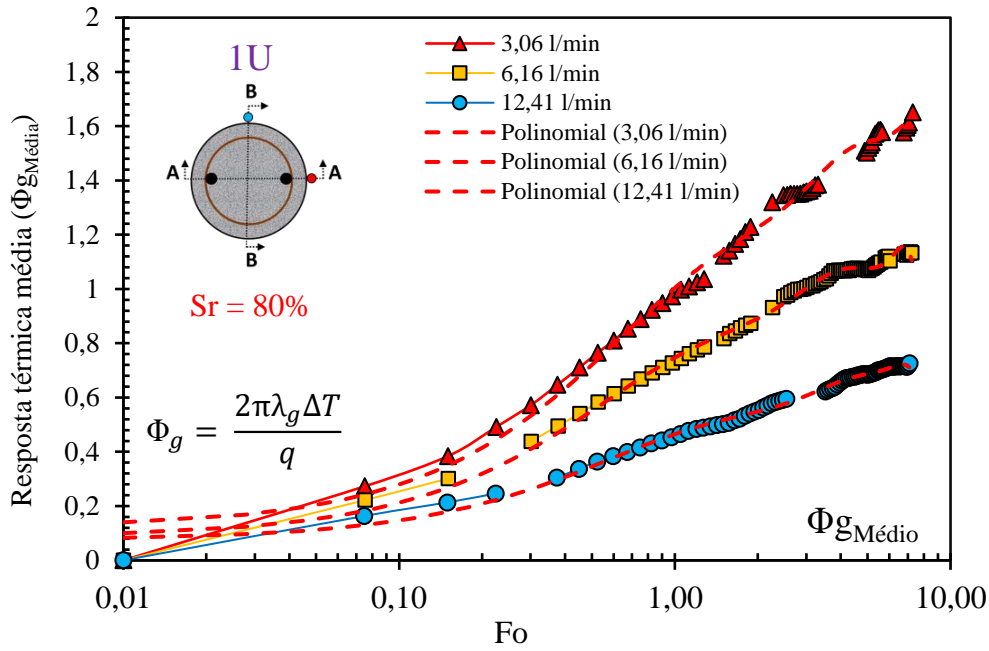 Resposta térmica média (Φg_Média)
2
1,8
1,6
1,4
1,2
1
0,8
0,6
0,4
0,2
0
1U
B
A
A
B
Sr = 80%
Φ_g = 2πλ_gΔT / q
3,06 l/min
6,16 l/min
12,41 l/min
Polinomial (3,06 l/min)
Polinomial (6,16 l/min)
Polinomial (12,41 l/min)
Φg_Médio
0,01
0,10
1,00
10,00
Fo